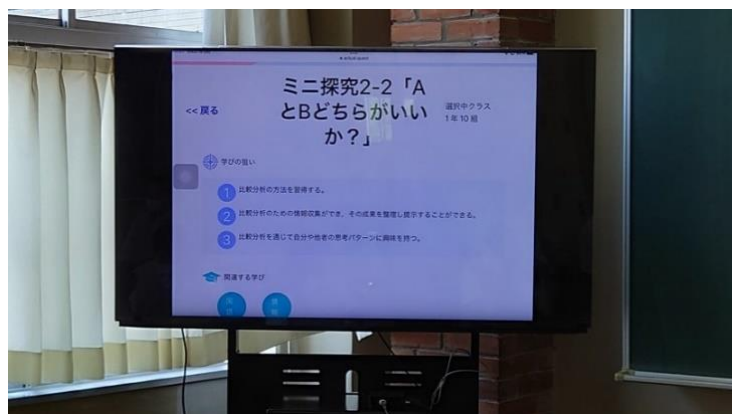 ミニ探究2-2「A
とBどちらがいい
か？」
<< 戻る
選択中クラス
1年10組
学びの狙い
1 比較分析の方法を習得する。
2 比較分析のための情報収集ができ、その成果を整理し提示することができる。
3 比較分析を通じて自分や他者の思考パターンに興味を持つ。
関連する学び